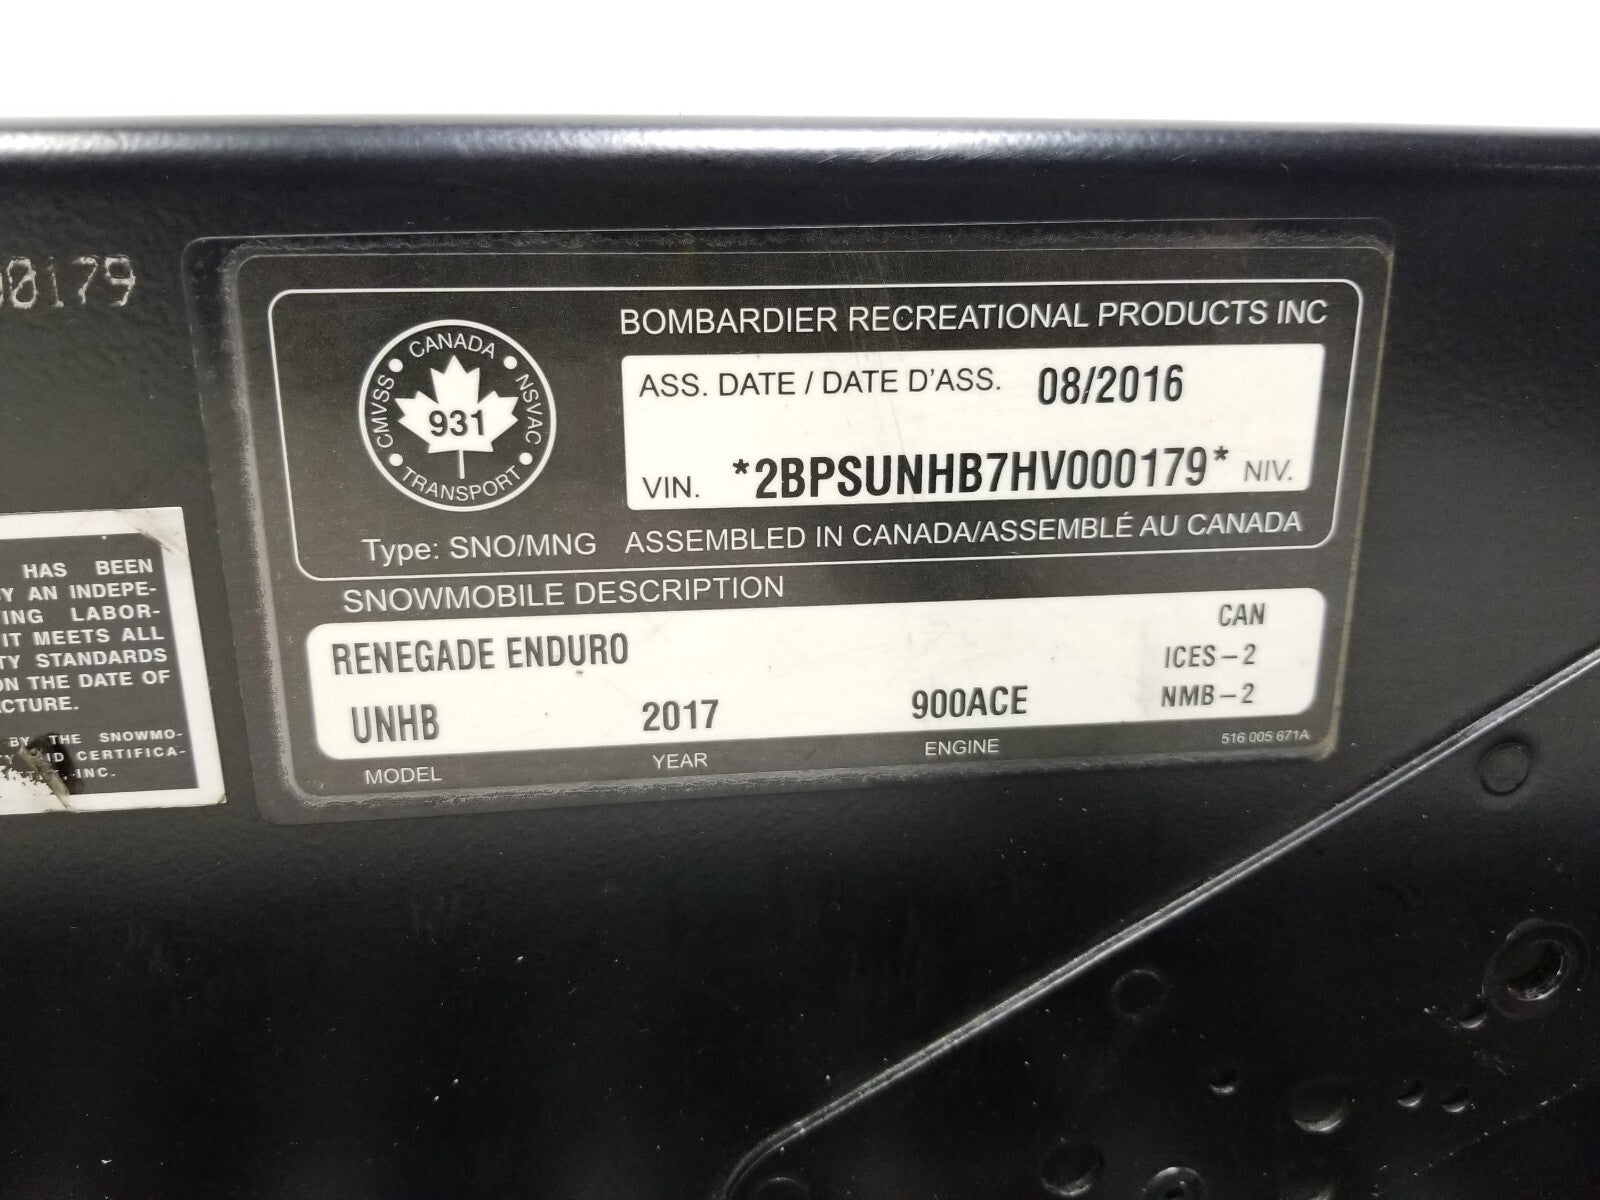 00179
BOMBARDIER RECREATIONAL PRODUCTS INC
CANADA
CMVSS
NSVAC
931
TRANSPORT
ASS. DATE / DATE D'ASS. 08/2016
VIN. *2BPSUNHB7HV000179* NIV.
Type: SNO/MNG ASSEMBLED IN CANADA/ASSEMBLÉ AU CANADA
SNOWMOBILE DESCRIPTION
CAN
RENEGADE ENDURO ICES-2
UNHB 2017 900ACE NMB-2
MODEL YEAR ENGINE 516 005 671A
HAS BEEN
BY AN INDEPE-
LABOR-
IT MEETS ALL
STANDARDS
ON THE DATE OF
BY THE SNOWMO-
CERTIFICA-
INC.